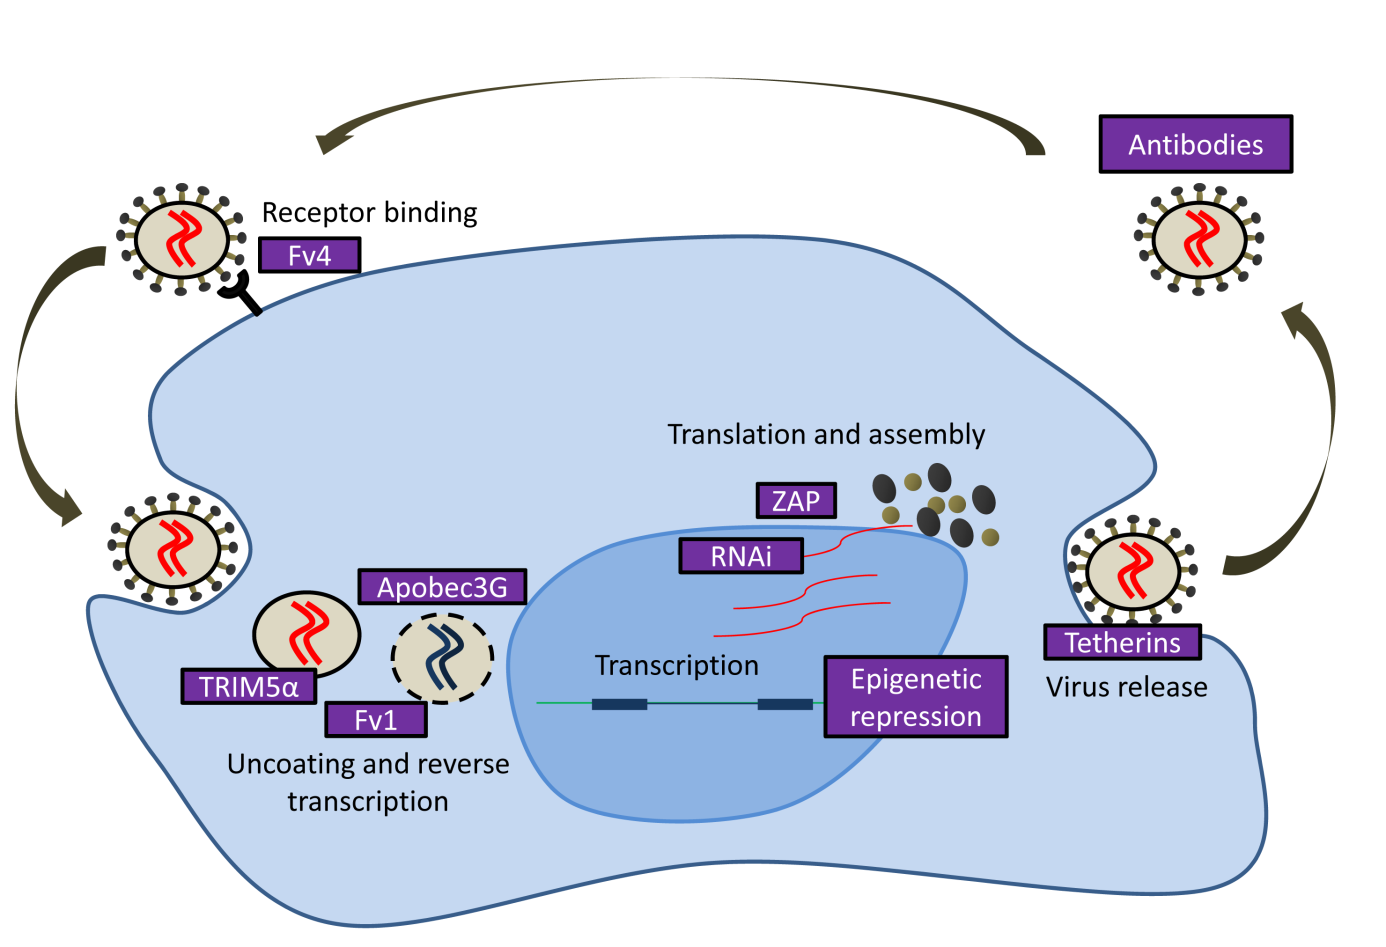 Antibodies
Receptor binding
Fv4
Translation and assembly
ZAP
RNAi
Apobec3G
TRIM5α
Fv1
Uncoating and reverse
transcription
Transcription
Epigenetic
repression
Tetherins
Virus release